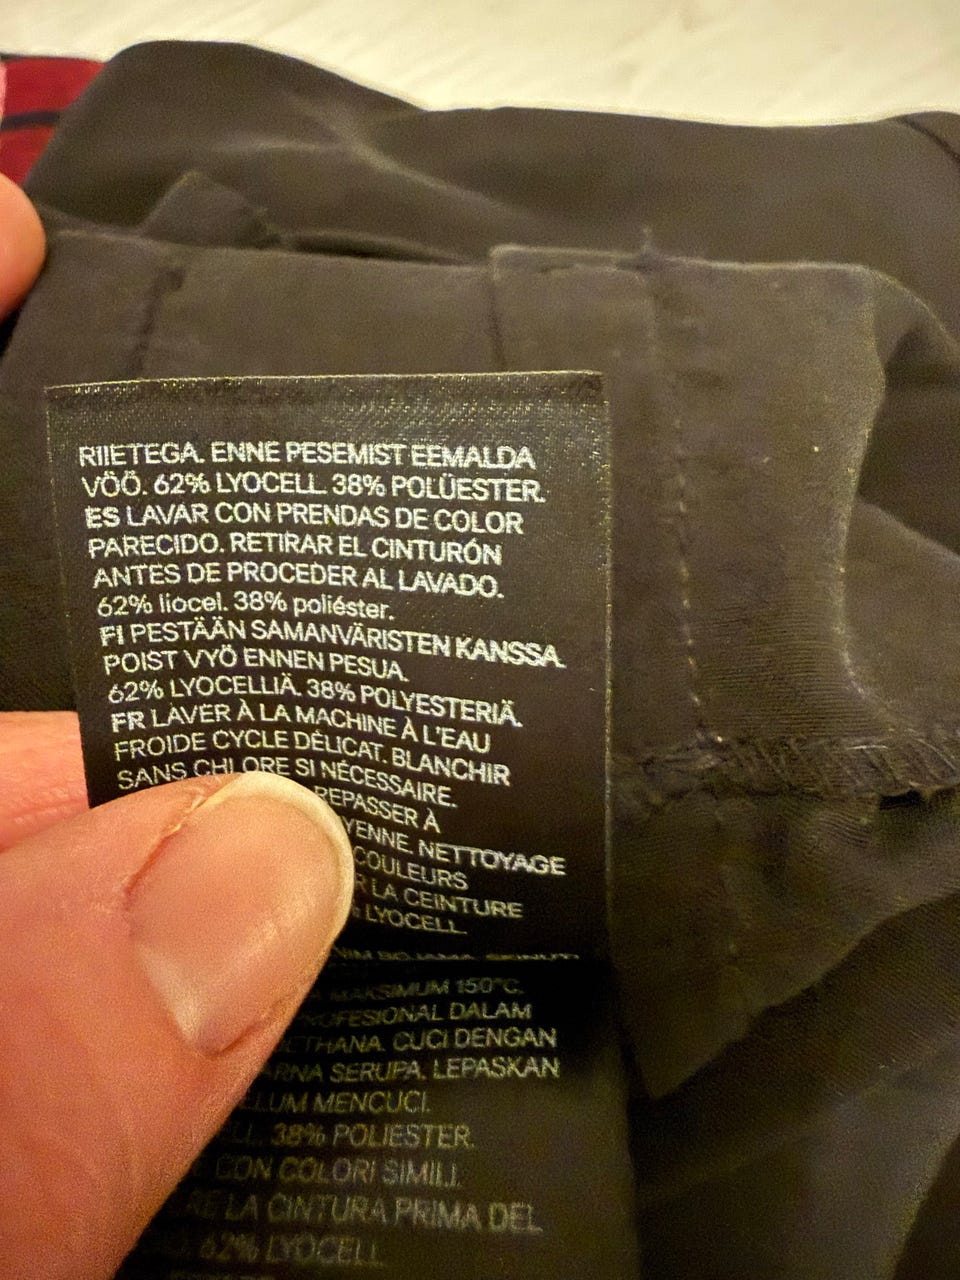 RIIETEGA. ENNE PESEMIST EEMALDA
VÖÖ. 62% LYOCELL. 38% POLÜESTER.
ES LAVAR CON PRENDAS DE COLOR
PARECIDO. RETIRAR EL CINTURÓN
ANTES DE PROCEDER AL LAVADO.
62% liocel. 38% poliéster.
FI PESTÄÄN SAMANVÄRISTEN KANSSA.
POIST VYÖ ENNEN PESUA.
62% LYOCELLIÄ. 38% POLYESTERIÄ.
FR LAVER À LA MACHINE À L'EAU
FROIDE CYCLE DÉLICAT. BLANCHIR
SANS CHLORE SI NÉCESSAIRE.
REPASSER À
NETTOYAGE
COULEURS
LA CEINTURE
LYOCELL.
MAKSIMUM 150°C.
DALAM
CUCI DENGAN
SERUPA. LEPASKAN
MENCUCI.
38% POLIESTER.
CON COLORI SIMILI.
LA CINTURA PRIMA DEL
62% LYOCELL.